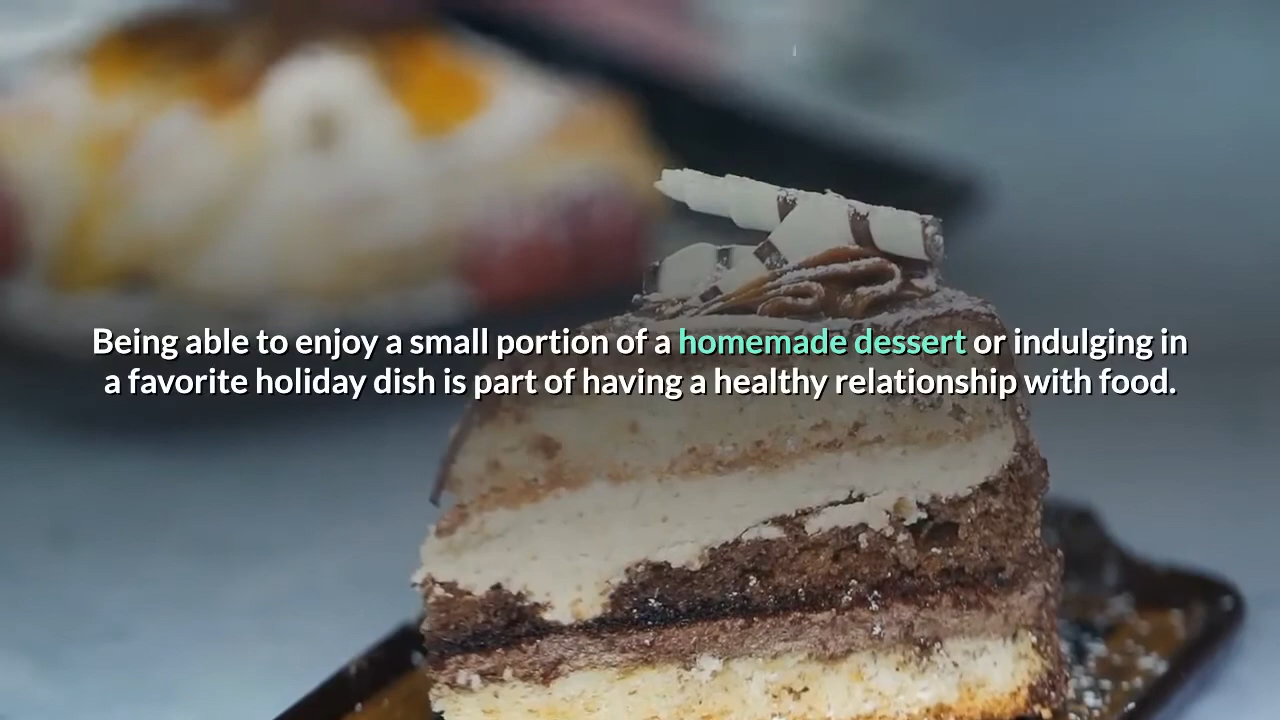 Being able to enjoy a small portion of a homemade dessert or indulging in
a favorite holiday dish is part of having a healthy relationship with food.